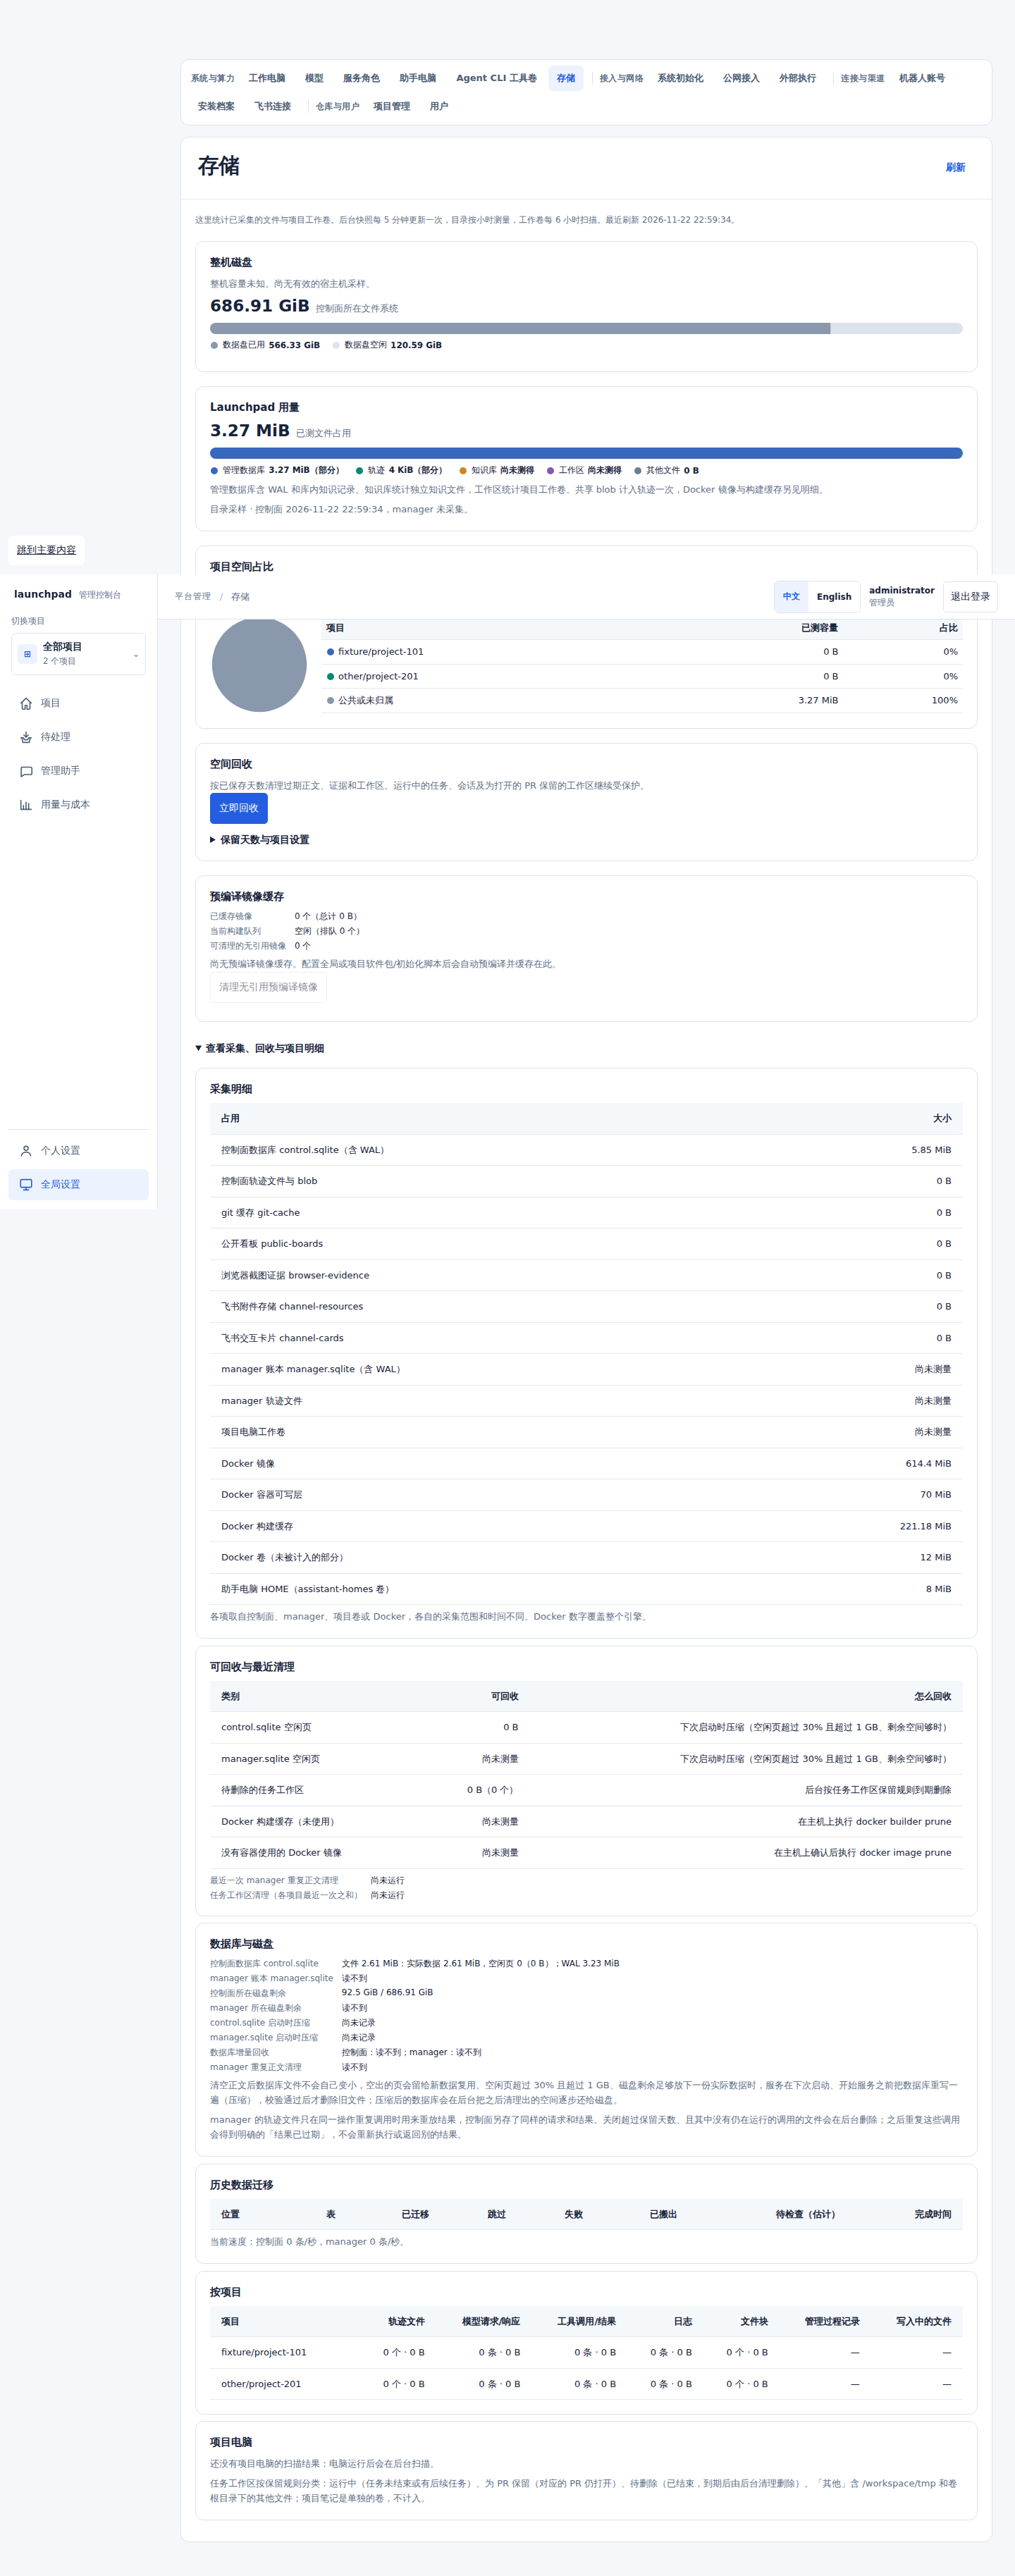 系统与算力 工作电脑 模型 服务角色 助手电脑 Agent CLI 工具卷 存储 接入与网络 系统初始化 公网接入 外部执行 连接与渠道 机器人账号
安装档案 飞书连接 仓库与用户 项目管理 用户
存储
刷新
这里统计已采集的文件与项目工作卷。后台快照每 5 分钟更新一次，目录按小时测量，工作卷每 6 小时扫描。最近刷新 2026-11-22 22:59:34。
整机磁盘
整机容量未知。尚无有效的宿主机采样。
686.91 GiB 控制面所在文件系统
数据盘已用 566.33 GiB 数据盘空闲 120.59 GiB
Launchpad 用量
3.27 MiB 已测文件占用
管理数据库 3.27 MiB（部分） 轨迹 4 KiB（部分） 知识库 尚未测得 工作区 尚未测得 其他文件 0 B
管理数据库含 WAL 和库内知识记录。知识库统计独立知识文件，工作区统计项目工作卷。共享 blob 计入轨迹一次，Docker 镜像与构建缓存另见明细。
目录采样 · 控制面 2026-11-22 22:59:34，manager 未采集。
跳到主要内容
项目空间占比
launchpad 管理控制台
平台管理 / 存储
中文 English
administrator
管理员
退出登录
切换项目
全部项目
2 个项目
项目
待处理
管理助手
用量与成本
个人设置
全局设置
项目 已测容量 占比
fixture/project-101 0 B 0%
other/project-201 0 B 0%
公共或未归属 3.27 MiB 100%
空间回收
按已保存天数清理过期正文、证据和工作区。运行中的任务、会话及为打开的 PR 保留的工作区继续受保护。
立即回收
保留天数与项目设置
预编译镜像缓存
已缓存镜像 0 个（总计 0 B）
当前构建队列 空闲（排队 0 个）
可清理的无引用镜像 0 个
尚无预编译镜像缓存。配置全局或项目软件包/初始化脚本后会自动预编译并缓存在此。
清理无引用预编译镜像
查看采集、回收与项目明细
采集明细
占用 大小
控制面数据库 control.sqlite（含 WAL） 5.85 MiB
控制面轨迹文件与 blob 0 B
git 缓存 git-cache 0 B
公开看板 public-boards 0 B
浏览器截图证据 browser-evidence 0 B
飞书附件存储 channel-resources 0 B
飞书交互卡片 channel-cards 0 B
manager 账本 manager.sqlite（含 WAL） 尚未测量
manager 轨迹文件 尚未测量
项目电脑工作卷 尚未测量
Docker 镜像 614.4 MiB
Docker 容器可写层 70 MiB
Docker 构建缓存 221.18 MiB
Docker 卷（未被计入的部分） 12 MiB
助手电脑 HOME（assistant-homes 卷） 8 MiB
各项取自控制面、manager、项目卷或 Docker，各自的采集范围和时间不同。Docker 数字覆盖整个引擎。
可回收与最近清理
类别 可回收 怎么回收
control.sqlite 空闲页 0 B 下次启动时压缩（空闲页超过 30% 且超过 1 GB、剩余空间够时）
manager.sqlite 空闲页 尚未测量 下次启动时压缩（空闲页超过 30% 且超过 1 GB、剩余空间够时）
待删除的任务工作区 0 B（0 个） 后台按任务工作区保留规则到期删除
Docker 构建缓存（未使用） 尚未测量 在主机上执行 docker builder prune
没有容器使用的 Docker 镜像 尚未测量 在主机上确认后执行 docker image prune
最近一次 manager 重复正文清理 尚未运行
任务工作区清理（各项目最近一次之和） 尚未运行
数据库与磁盘
控制面数据库 control.sqlite 文件 2.61 MiB：实际数据 2.61 MiB，空闲页 0（0 B）；WAL 3.23 MiB
manager 账本 manager.sqlite 读不到
控制面所在磁盘剩余 92.5 GiB / 686.91 GiB
manager 所在磁盘剩余 读不到
control.sqlite 启动时压缩 尚未记录
manager.sqlite 启动时压缩 尚未记录
数据库增量回收 控制面：读不到；manager：读不到
manager 重复正文清理 读不到
清空正文后数据库文件不会自己变小，空出的页会留给新数据复用。空闲页超过 30% 且超过 1 GB、磁盘剩余足够放下一份实际数据时，服务在下次启动、开始服务之前把数据库重写一
遍（压缩），校验通过后才删除旧文件；压缩后的数据库会在后台把之后清理出的空间逐步还给磁盘。
manager 的轨迹文件只在同一操作重复调用时用来重放结果，控制面另存了同样的请求和结果。关闭超过保留天数、且其中没有仍在运行的调用的文件会在后台删除；之后重复这些调用
会得到明确的「结果已过期」，不会重新执行或返回别的结果。
历史数据迁移
位置 表 已迁移 跳过 失败 已搬出 待检查（估计） 完成时间
当前速度：控制面 0 条/秒，manager 0 条/秒。
按项目
项目 轨迹文件 模型请求/响应 工具调用/结果 日志 文件块 管理过程记录 写入中的文件
fixture/project-101 0 个 · 0 B 0 条 · 0 B 0 条 · 0 B 0 条 · 0 B 0 个 · 0 B — —
other/project-201 0 个 · 0 B 0 条 · 0 B 0 条 · 0 B 0 条 · 0 B 0 个 · 0 B — —
项目电脑
还没有项目电脑的扫描结果：电脑运行后会在后台扫描。
任务工作区按保留规则分类：运行中（任务未结束或有后续任务）、为 PR 保留（对应的 PR 仍打开）、待删除（已结束，到期后由后台清理删除）。「其他」含 /workspace/tmp 和卷
根目录下的其他文件；项目笔记是单独的卷，不计入。